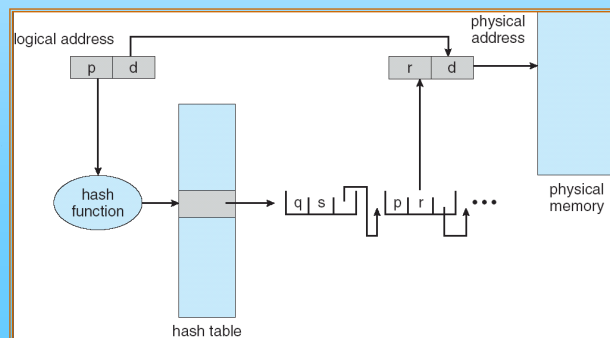 logical address
physical
address
p d
r d
hash
function
q s
p r
•••
physical
memory
hash table